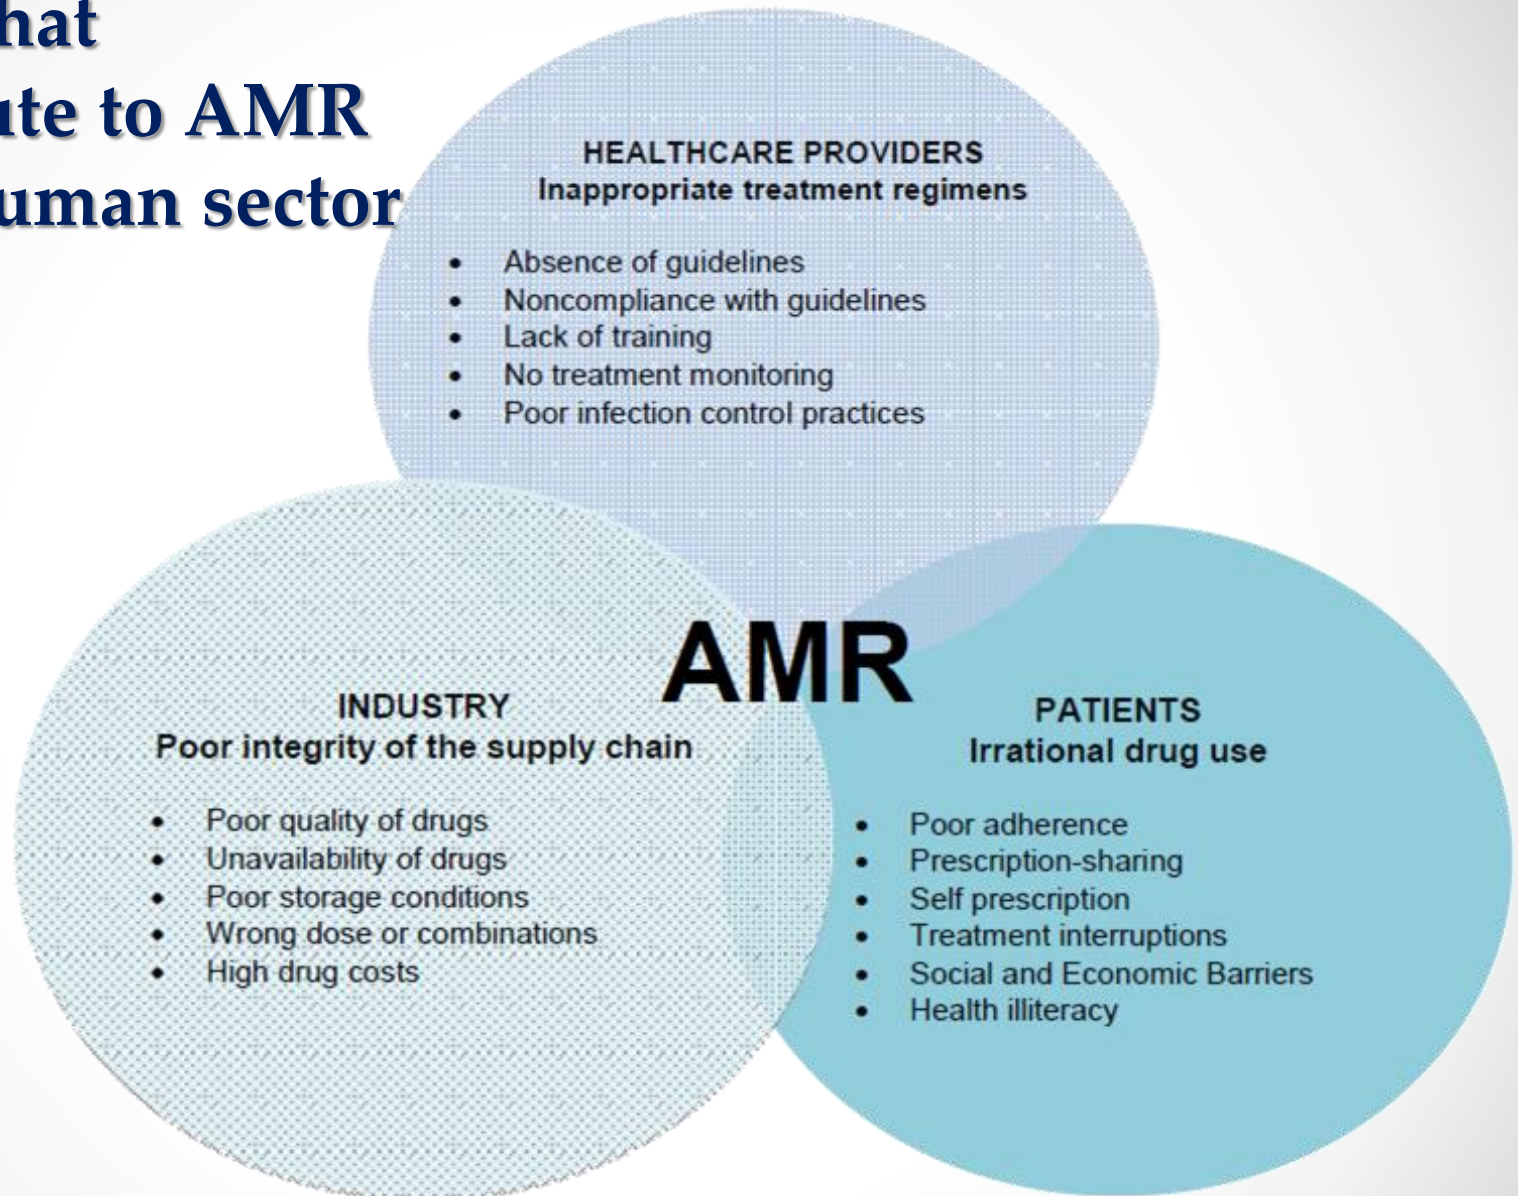 hat
ute to AMR
uman sector
HEALTHCARE PROVIDERS
Inappropriate treatment regimens
• Absence of guidelines
• Noncompliance with guidelines
• Lack of training
• No treatment monitoring
• Poor infection control practices
AMR
INDUSTRY
Poor integrity of the supply chain
• Poor quality of drugs
• Unavailability of drugs
• Poor storage conditions
• Wrong dose or combinations
• High drug costs
PATIENTS
Irrational drug use
• Poor adherence
• Prescription-sharing
• Self prescription
• Treatment interruptions
• Social and Economic Barriers
• Health illiteracy